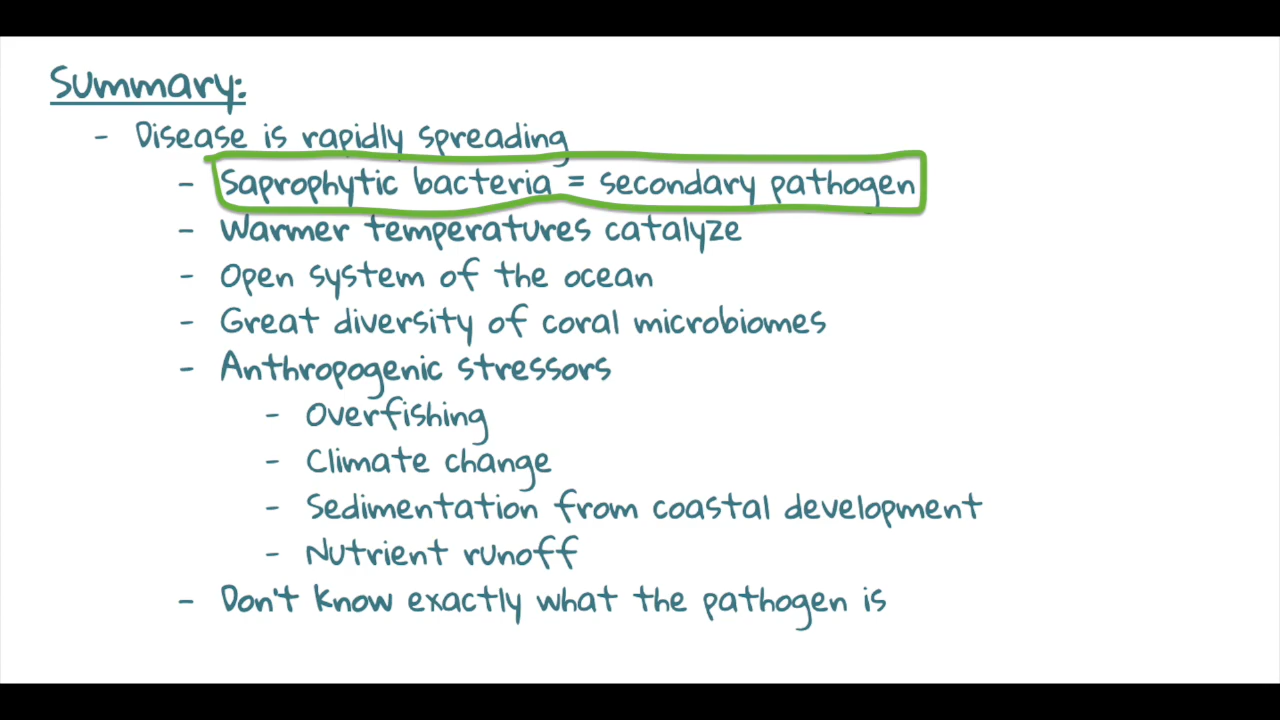 Summary:
- Disease is rapidly spreading
- Saprophytic bacteria = secondary pathogen
- Warmer temperatures catalyze
- Open system of the ocean
- Great diversity of coral microbiomes
- Anthropogenic stressors
- Overfishing
- Climate change
- Sedimentation from coastal development
- Nutrient runoff
- Don't know exactly what the pathogen is